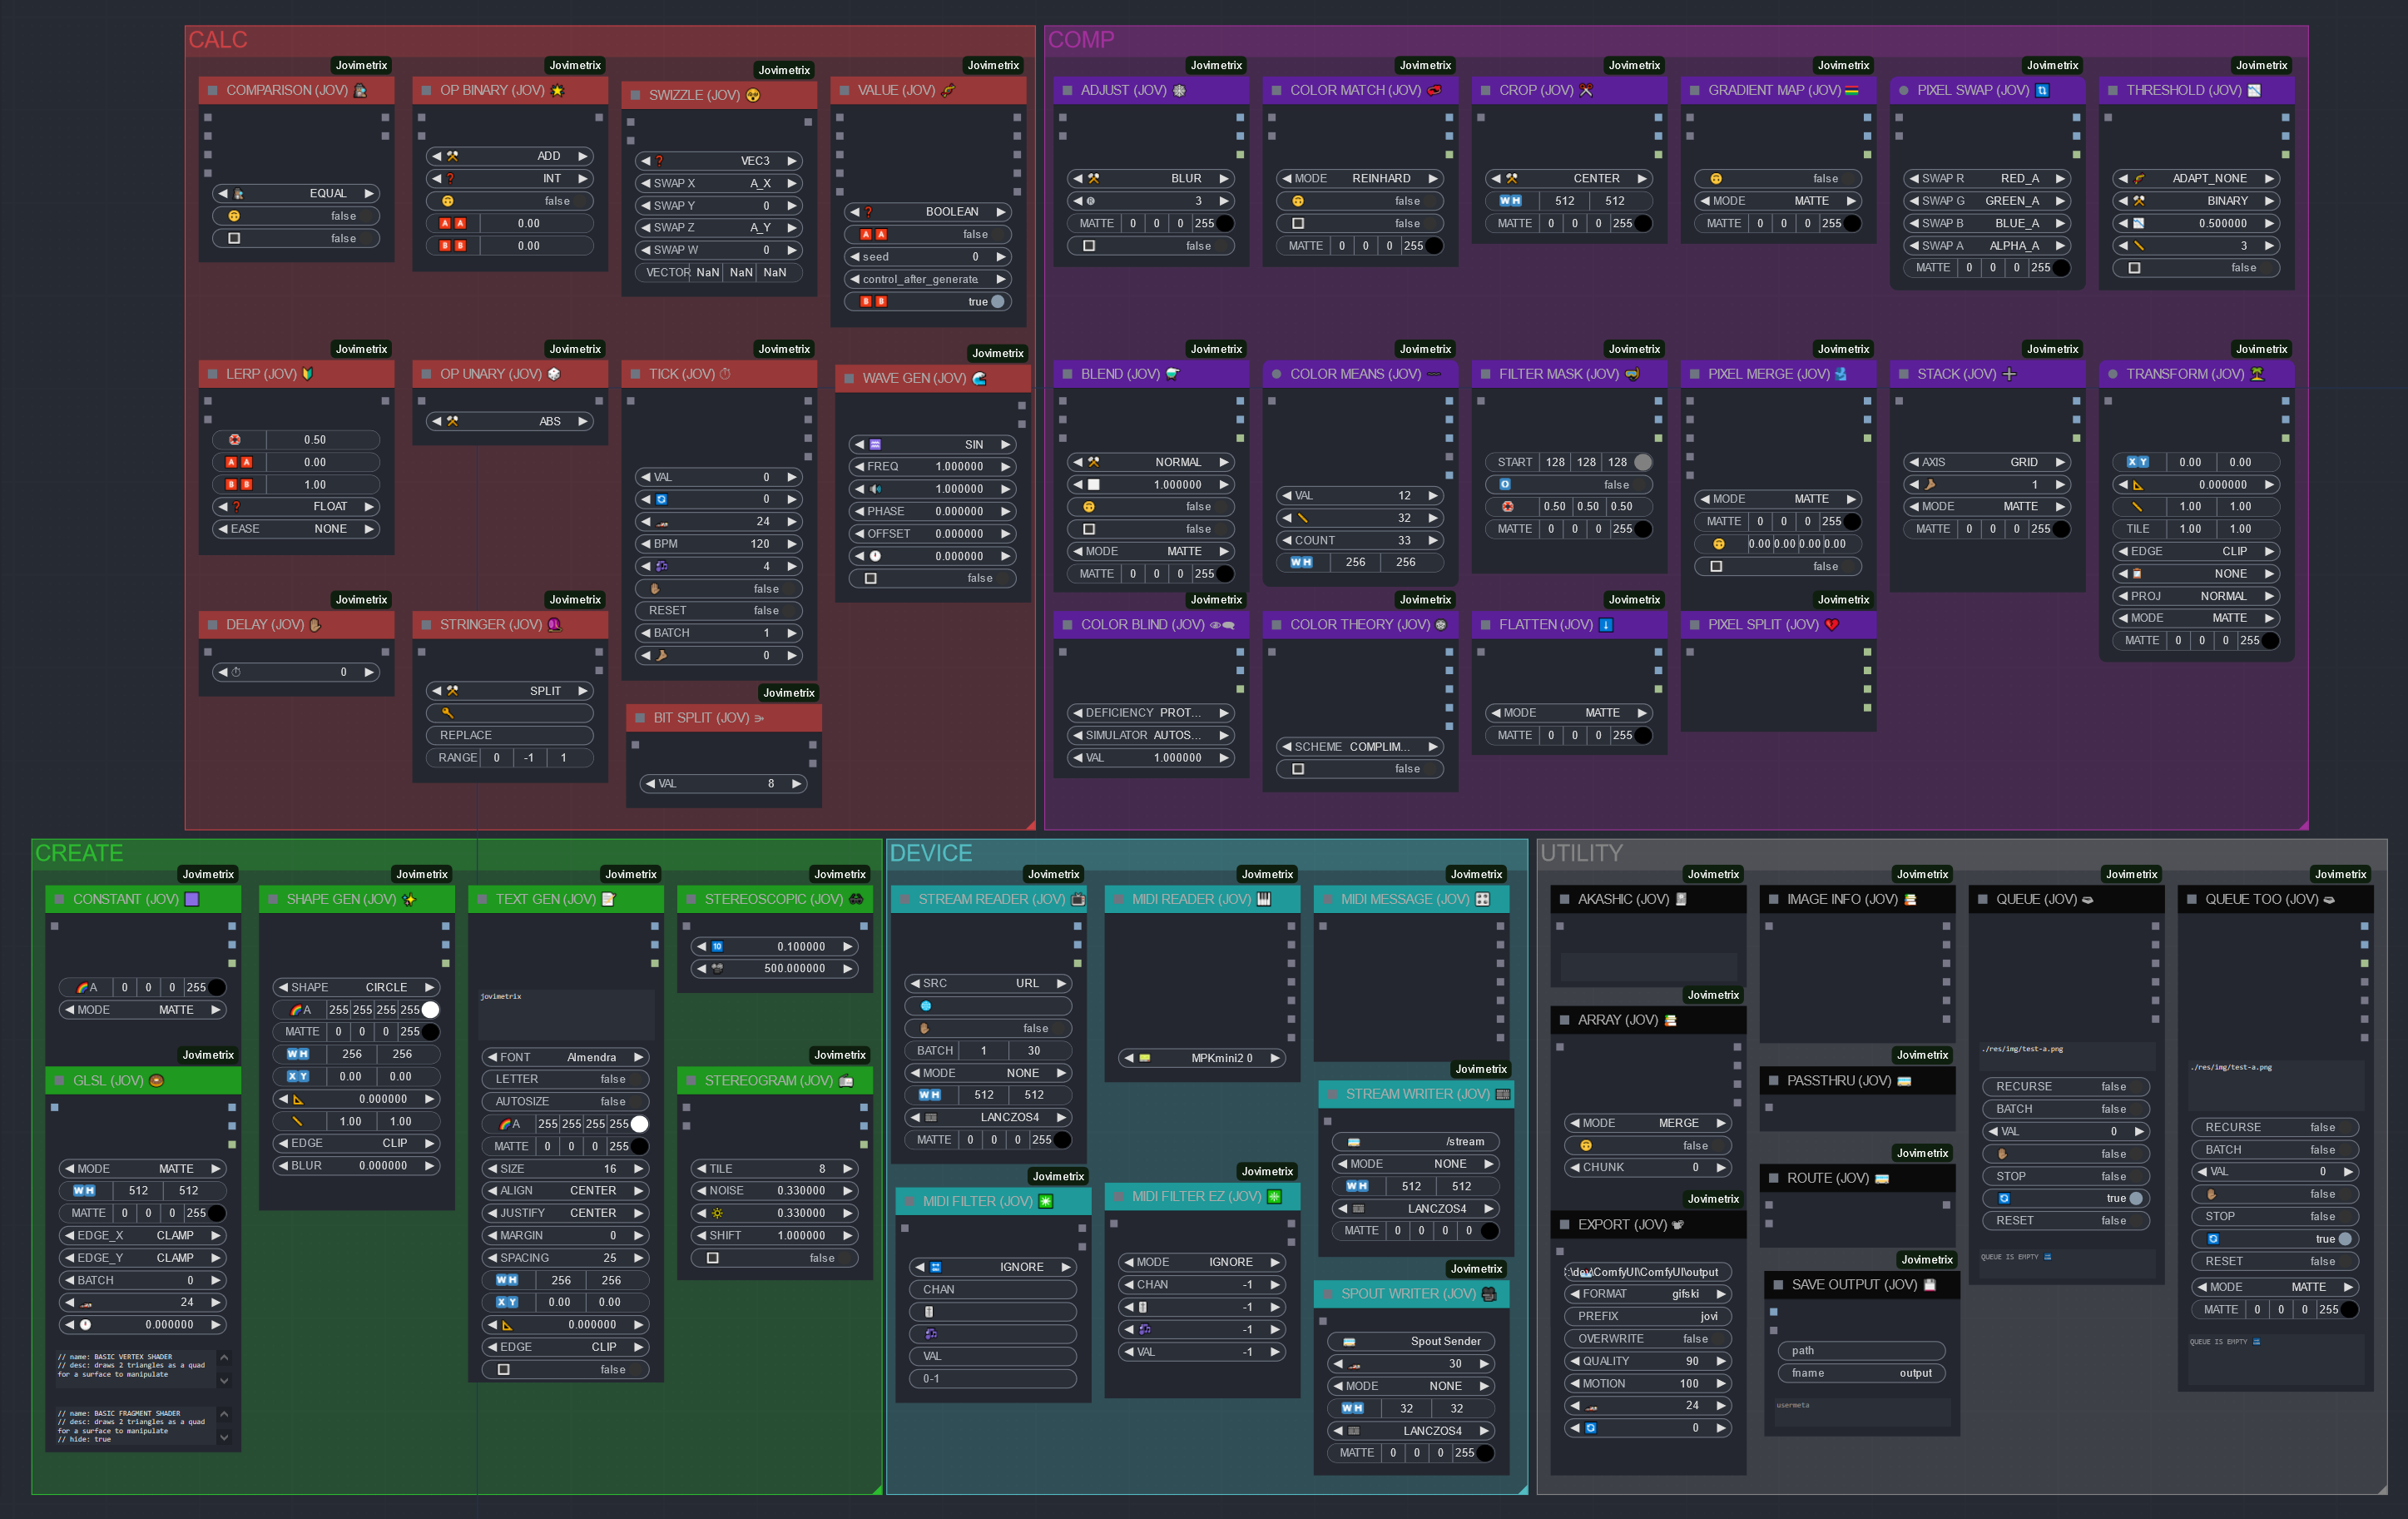 CALC
Jovimetrix
COMPARISON (JOV)
EQUAL
false
false
Jovimetrix
OP BINARY (JOV)
ADD
INT
false
A A 0.00
B B 0.00
Jovimetrix
SWIZZLE (JOV)
VEC3
SWAP X A_X
SWAP Y 0
SWAP Z A_Y
SWAP W 0
VECTOR NaN NaN NaN
Jovimetrix
VALUE (JOV)
BOOLEAN
A A false
seed 0
control_after_generate
B B true
Jovimetrix
LERP (JOV)
0.50
A A 0.00
B B 1.00
FLOAT
EASE NONE
Jovimetrix
OP UNARY (JOV)
ABS
Jovimetrix
TICK (JOV)
VAL 0
0
24
BPM 120
4
false
RESET false
BATCH 1
0
Jovimetrix
WAVE GEN (JOV)
SIN
FREQ 1.000000
1.000000
PHASE 0.000000
OFFSET 0.000000
0.000000
false
Jovimetrix
DELAY (JOV)
0
Jovimetrix
STRINGER (JOV)
SPLIT
REPLACE
RANGE 0 -1 1
Jovimetrix
BIT SPLIT (JOV)
VAL 8
COMP
Jovimetrix
ADJUST (JOV)
BLUR
3
MATTE 0 0 0 255
false
Jovimetrix
COLOR MATCH (JOV)
MODE REINHARD
false
false
MATTE 0 0 0 255
Jovimetrix
CROP (JOV)
CENTER
W H 512 512
MATTE 0 0 0 255
Jovimetrix
GRADIENT MAP (JOV)
false
MODE MATTE
MATTE 0 0 0 255
Jovimetrix
PIXEL SWAP (JOV)
SWAP R RED_A
SWAP G GREEN_A
SWAP B BLUE_A
SWAP A ALPHA_A
MATTE 0 0 0 255
Jovimetrix
THRESHOLD (JOV)
ADAPT_NONE
BINARY
0.500000
3
false
Jovimetrix
BLEND (JOV)
NORMAL
1.000000
false
false
MODE MATTE
MATTE 0 0 0 255
Jovimetrix
COLOR MEANS (JOV)
VAL 12
32
COUNT 33
W H 256 256
Jovimetrix
FILTER MASK (JOV)
START 128 128 128
false
0.50 0.50 0.50
MATTE 0 0 0 255
Jovimetrix
PIXEL MERGE (JOV)
MODE MATTE
MATTE 0 0 0 255
0.00 0.00 0.00 0.00
false
Jovimetrix
STACK (JOV)
AXIS GRID
1
MODE MATTE
MATTE 0 0 0 255
Jovimetrix
TRANSFORM (JOV)
X Y 0.00 0.00
0.000000
1.00 1.00
TILE 1.00 1.00
EDGE CLIP
NONE
PROJ NORMAL
MODE MATTE
MATTE 0 0 0 255
Jovimetrix
COLOR BLIND (JOV)
DEFICIENCY PROT...
SIMULATOR AUTOS...
VAL 1.000000
Jovimetrix
COLOR THEORY (JOV)
SCHEME COMPLIM...
false
Jovimetrix
FLATTEN (JOV)
MODE MATTE
MATTE 0 0 0 255
Jovimetrix
PIXEL SPLIT (JOV)
CREATE
Jovimetrix
CONSTANT (JOV)
A 0 0 0 255
MODE MATTE
Jovimetrix
GLSL (JOV)
MODE MATTE
W H 512 512
MATTE 0 0 0 255
EDGE_X CLAMP
EDGE_Y CLAMP
BATCH 0
24
0.000000
// name: BASIC VERTEX SHADER
// desc: draws 2 triangles as a quad
for a surface to manipulate
// name: BASIC FRAGMENT SHADER
// desc: draws 2 triangles as a quad
for a surface to manipulate
// hide: true
Jovimetrix
SHAPE GEN (JOV)
SHAPE CIRCLE
A 255 255 255 255
MATTE 0 0 0 255
W H 256 256
X Y 0.00 0.00
0.000000
1.00 1.00
EDGE CLIP
BLUR 0.000000
Jovimetrix
TEXT GEN (JOV)
jovimetrix
FONT Almendra
LETTER false
AUTOSIZE false
A 255 255 255 255
MATTE 0 0 0 255
SIZE 16
ALIGN CENTER
JUSTIFY CENTER
MARGIN 0
SPACING 25
W H 256 256
X Y 0.00 0.00
0.000000
EDGE CLIP
false
Jovimetrix
STEREOSCOPIC (JOV)
10 0.100000
500.000000
Jovimetrix
STEREOGRAM (JOV)
TILE 8
NOISE 0.330000
0.330000
SHIFT 1.000000
false
DEVICE
Jovimetrix
STREAM READER (JOV)
SRC URL
false
BATCH 1 30
MODE NONE
W H 512 512
LANCZOS4
MATTE 0 0 0 255
Jovimetrix
MIDI READER (JOV)
MPKmini2 0
Jovimetrix
MIDI MESSAGE (JOV)
Jovimetrix
STREAM WRITER (JOV)
/stream
MODE NONE
W H 512 512
LANCZOS4
MATTE 0 0 0 0
Jovimetrix
MIDI FILTER (JOV)
IGNORE
CHAN
VAL
0-1
Jovimetrix
MIDI FILTER EZ (JOV)
MODE IGNORE
CHAN -1
-1
-1
VAL -1
Jovimetrix
SPOUT WRITER (JOV)
Spout Sender
30
MODE NONE
W H 32 32
LANCZOS4
MATTE 0 0 0 255
UTILITY
Jovimetrix
AKASHIC (JOV)
Jovimetrix
ARRAY (JOV)
MODE MERGE
false
CHUNK 0
Jovimetrix
EXPORT (JOV)
:\dev\ComfyUI\ComfyUI\output
FORMAT gifski
PREFIX jovi
OVERWRITE false
QUALITY 90
MOTION 100
24
0
Jovimetrix
IMAGE INFO (JOV)
Jovimetrix
PASSTHRU (JOV)
Jovimetrix
ROUTE (JOV)
Jovimetrix
SAVE OUTPUT (JOV)
path
fname output
usermeta
Jovimetrix
QUEUE (JOV)
./res/img/test-a.png
RECURSE false
BATCH false
VAL 0
false
STOP false
true
RESET false
QUEUE IS EMPTY
Jovimetrix
QUEUE TOO (JOV)
./res/img/test-a.png
RECURSE false
BATCH false
VAL 0
false
STOP false
true
RESET false
MODE MATTE
MATTE 0 0 0 255
QUEUE IS EMPTY